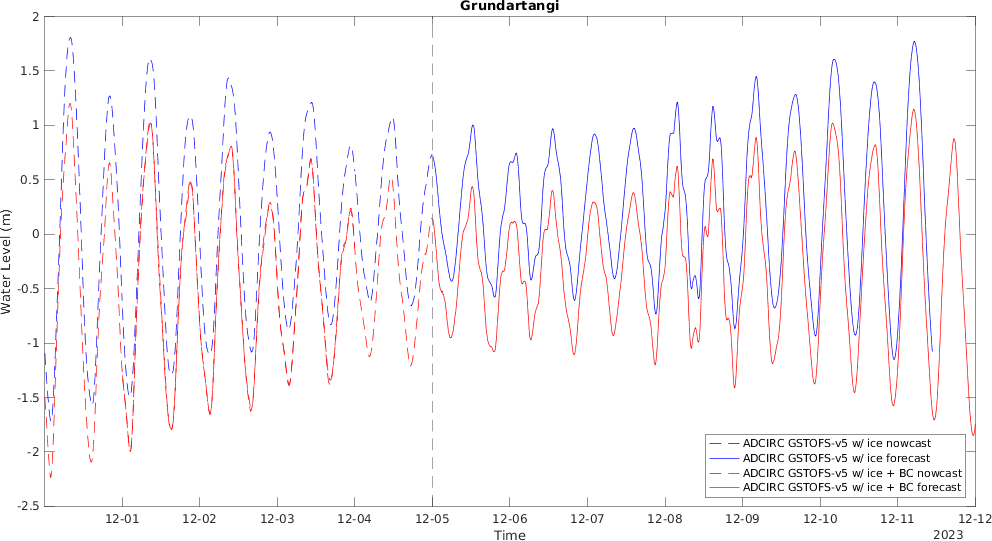 Grundartangi
2
1.5
1
0.5
0
-0.5
-1
-1.5
-2
-2.5
Water Level (m)
12-01 12-02 12-03 12-04 12-05 12-06 12-07 12-08 12-09 12-10 12-11 12-12
Time
2023
ADCIRC GSTOFS-v5 w/ ice nowcast
ADCIRC GSTOFS-v5 w/ ice forecast
ADCIRC GSTOFS-v5 w/ ice + BC nowcast
ADCIRC GSTOFS-v5 w/ ice + BC forecast